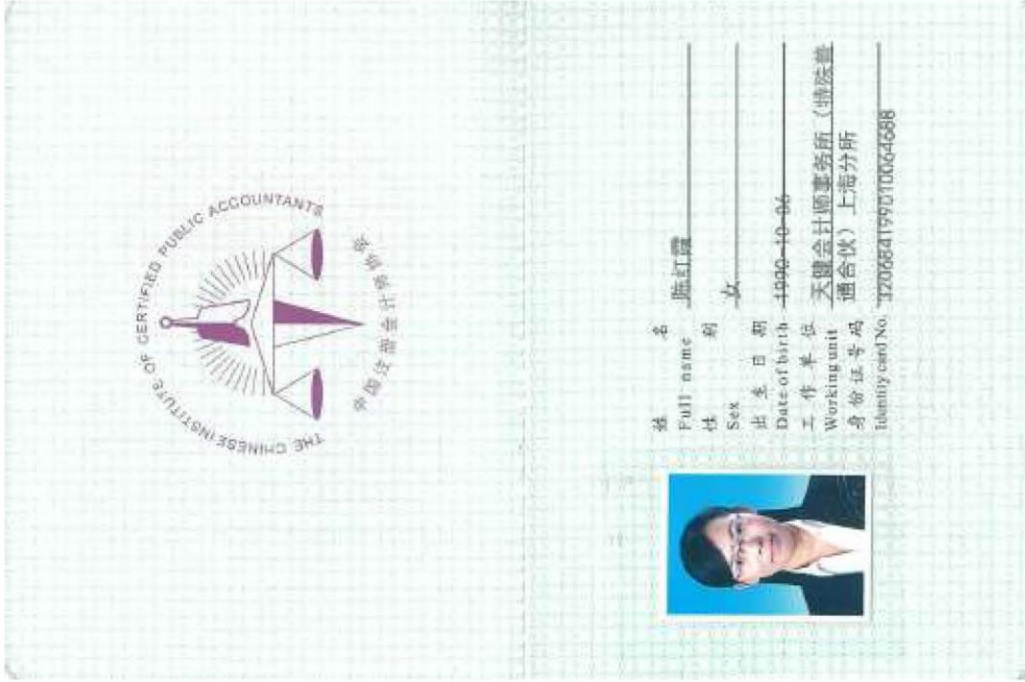 THE CHINESE INSTITUTE OF CERTIFIED PUBLIC ACCOUNTANTS
中国注册会计师协会
姓 名
Full name 陈红霞
性 别
Sex 女
出 生 日 期
Date of birth 1990-10-06
工 作 单 位 天健会计师事务所(特殊普
Working unit 通合伙)上海分所
身 份 证 号 码
Identity card No. 320684199010064688